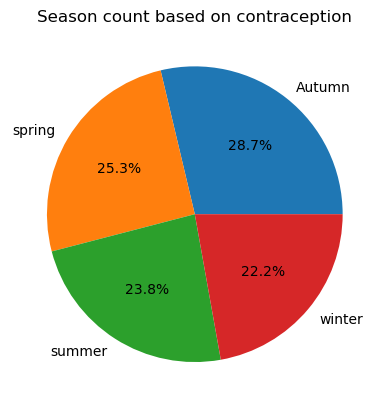 Season count based on contraception
Autumn
28.7%
spring
25.3%
summer
23.8%
winter
22.2%